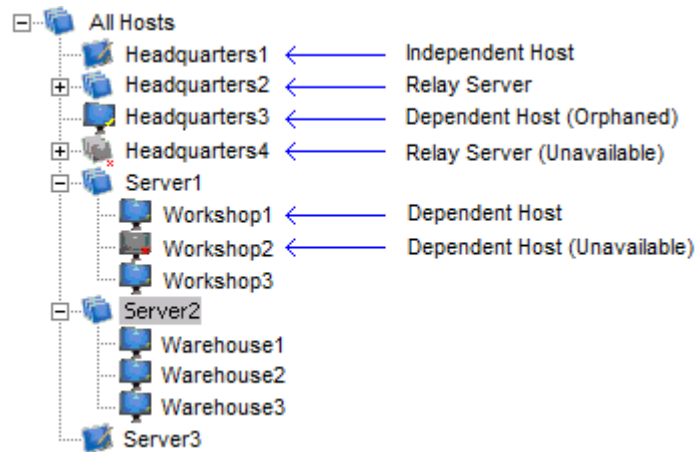 All Hosts
Headquarters1 Independent Host
Headquarters2 Relay Server
Headquarters3 Dependent Host (Orphaned)
Headquarters4 Relay Server (Unavailable)
Server1
Workshop1 Dependent Host
Workshop2 Dependent Host (Unavailable)
Workshop3
Server2
Warehouse1
Warehouse2
Warehouse3
Server3